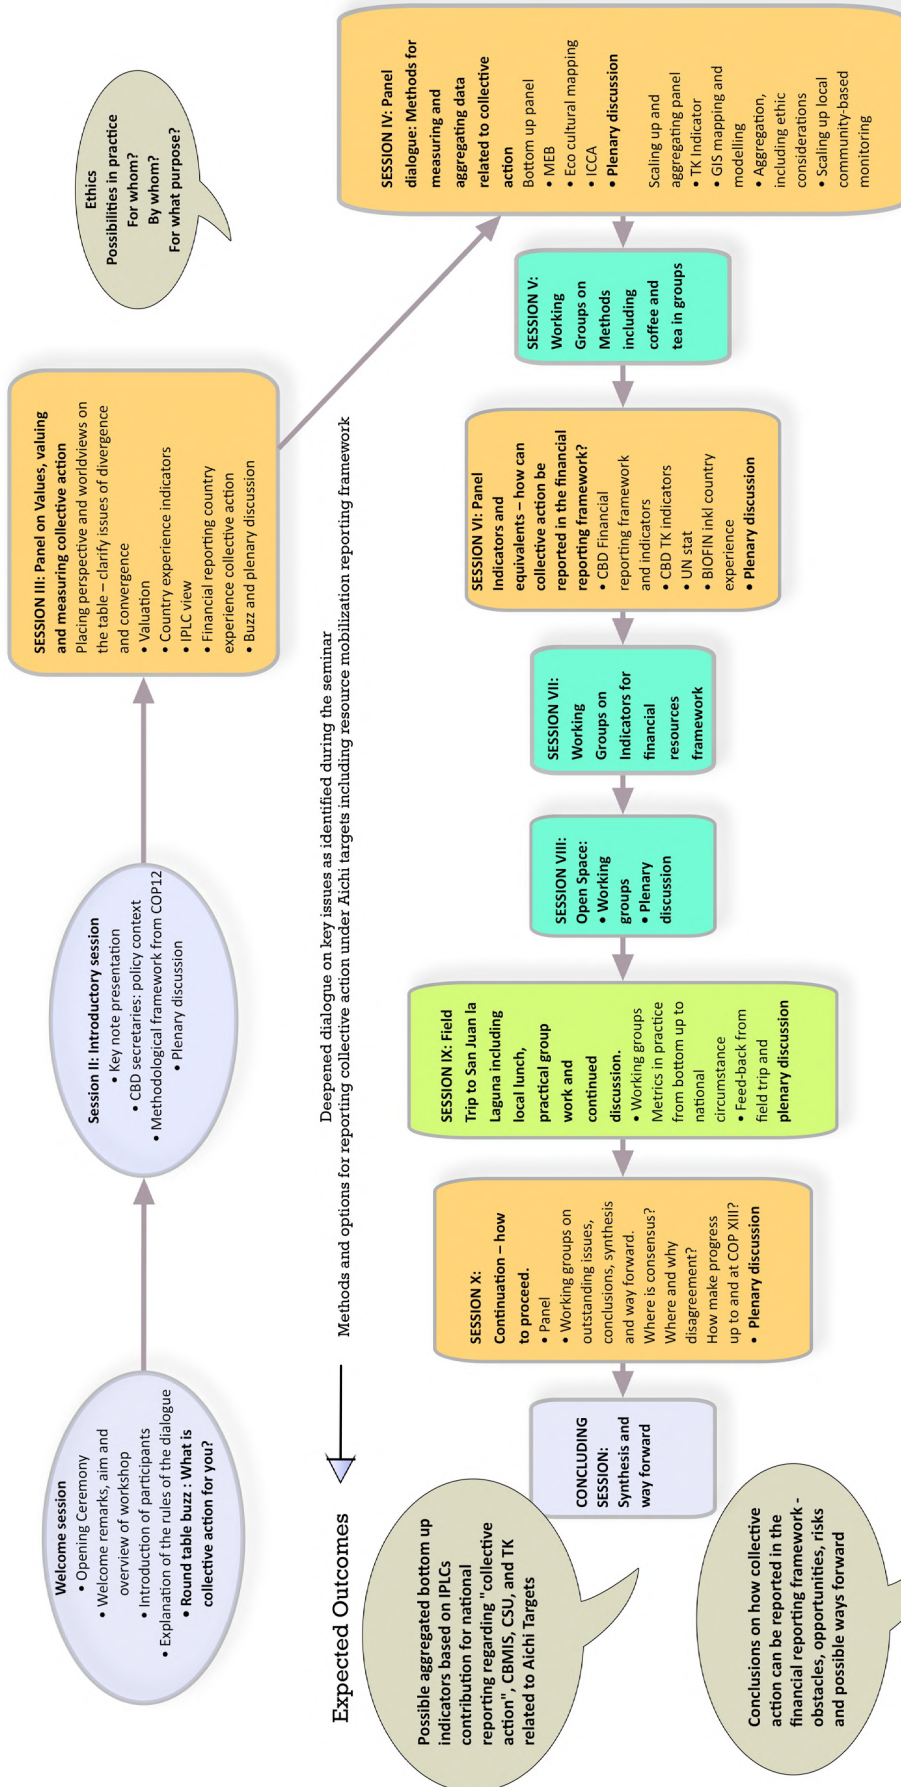 Welcome session
• Opening Ceremony
• Welcome remarks, aim and
overview of workshop
• Introduction of participants
• Explanation of the rules of the dialogue
• Round table buzz : What is
collective action for you?
Session II: Introductory session
• Key note presentation
• CBD secretaries: policy context
• Methodological framework from COP12
• Plenary discussion
SESSION III: Panel on Values, valuing
and measuring collective action
Placing perspective and worldviews on
the table – clarify issues of divergence
and convergence
• Valuation
• Country experience indicators
• IPLC view
• Financial reporting country
experience collective action
• Buzz and plenary discussion
Ethics
Possibilities in practice
For whom?
By whom?
For what purpose?
Expected Outcomes
Deepened dialogue on key issues as identified during the seminar
Methods and options for reporting collective action under Aichi targets including resource mobilization reporting framework
SESSION IV: Panel
dialogue: Methods for
measuring and
aggregating data
related to collective
action
Bottom up panel
• MEB
• Eco cultural mapping
• ICCA
• Plenary discussion
Scaling up and
aggregating panel
• TK Indicator
• GIS mapping and
modelling
• Aggregation,
including ethic
considerations
• Scaling up local
community-based
monitoring
SESSION V:
Working
Groups on
Methods
including
coffee and
tea in groups
SESSION VI: Panel
Indicators and
equivalents – how can
collective action be
reported in the financial
reporting framework?
• CBD Financial
reporting framework
and indicators
• CBD TK indicators
• UN stat
• BIOFIN inkl country
experience
• Plenary discussion
SESSION VII:
Working
Groups on
Indicators for
financial
resources
framework
SESSION VIII:
Open Space:
• Working
groups
• Plenary
discussion
SESSION IX: Field
Trip to San Juan la
Laguna including
local lunch,
practical group
work and
continued
discussion.
• Working groups
Metrics in practice
from bottom up to
national
circumstance
• Feed-back from
field trip and
plenary discussion
SESSION X:
Continuation – how
to proceed.
• Panel
• Working groups on
outstanding issues,
conclusions, synthesis
and way forward.
Where is consensus?
Where and why
disagreement?
How make progress
up to and at COP XIII?
• Plenary discussion
CONCLUDING
SESSION:
Synthesis and
way forward
Possible aggregated bottom up
indicators based on IPLCs
contribution for national
reporting regarding "collective
action", CBMIS, CSU, and TK
related to Aichi Targets
Conclusions on how collective
action can be reported in the
financial reporting framework -
obstacles, opportunities, risks
and possible ways forward